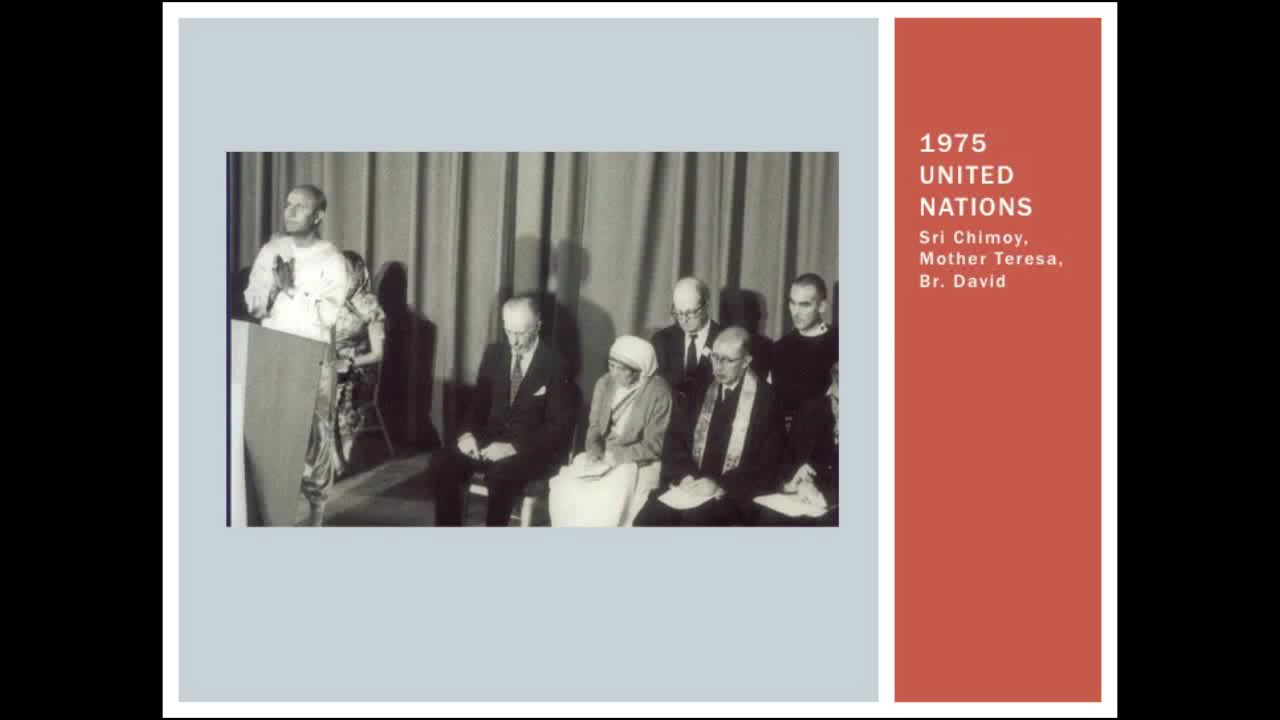 1975
UNITED
NATIONS
Sri Chimoy,
Mother Teresa,
Br. David